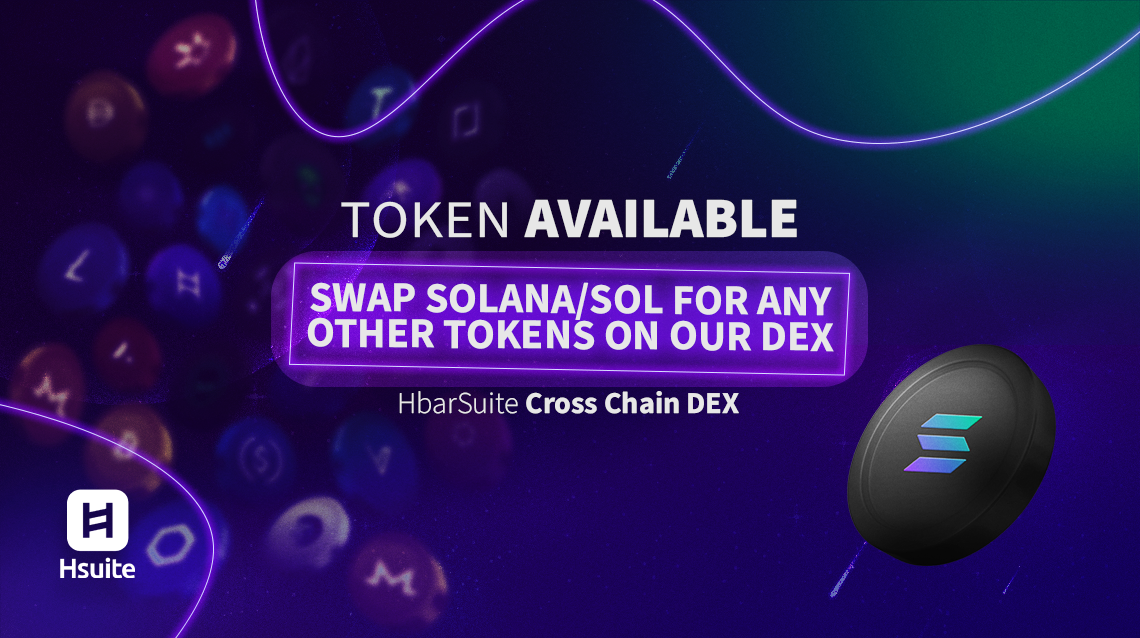 TOKEN AVAILABLE
SWAP SOLANA/SOL FOR ANY
OTHER TOKENS ON OUR DEX
HbarSuite Cross Chain DEX
Hsuite